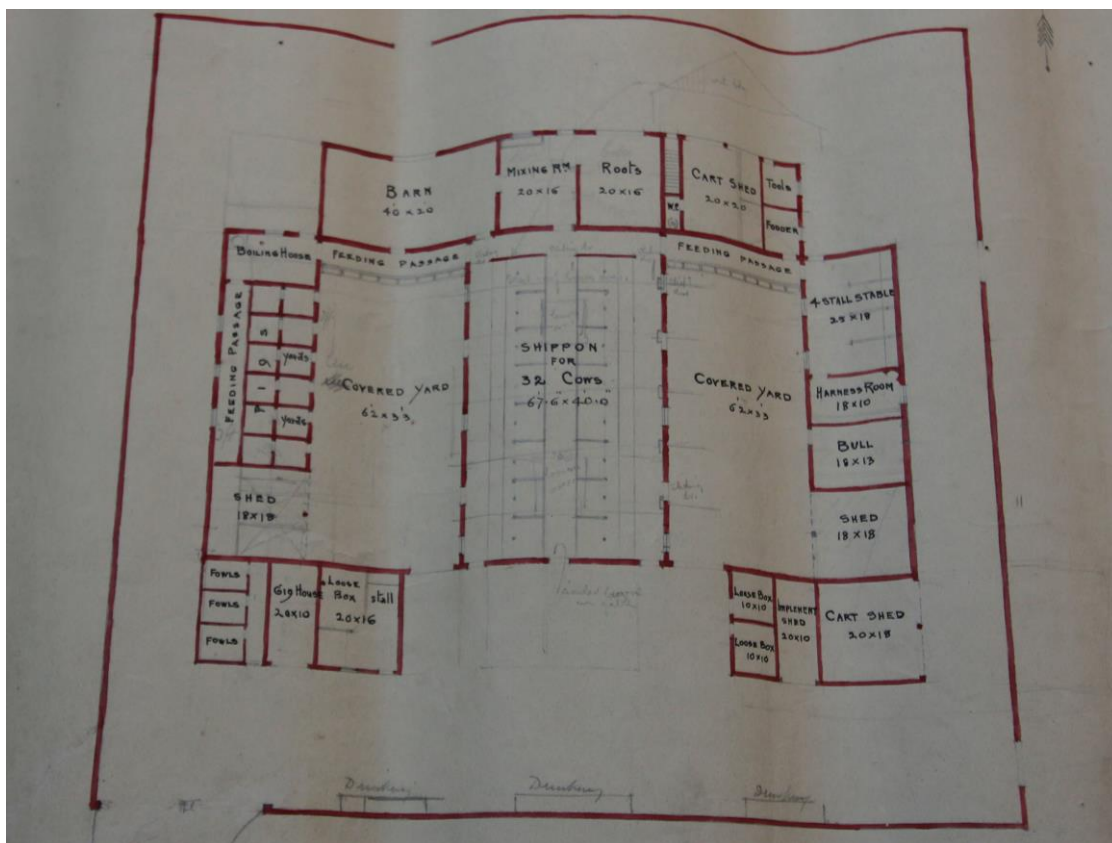 BARN
40 x 20
MIXING RM
20 x 16
ROOTS
20 x 16
W.C.
CART SHED
20 x 20
TOOLS
FODDER
BOILING HOUSE
FEEDING PASSAGE
FEEDING PASSAGE
FEEDING PASSAGE
PIGS
YARDS
YARDS
COVERED YARD
62 x 33
SHIPPON
FOR
32 COWS
67.6 x 40.0
COVERED YARD
62 x 33
4 STALL STABLE
25 x 18
HARNESS ROOM
18 x 10
BULL
18 x 13
SHED
18 x 18
SHED
18 x 18
FOWLS
FOWLS
FOWLS
GIG HOUSE
20 x 10
LOOSE
BOX
STALL
20 x 16
LOOSE BOX
10 x 10
LOOSE BOX
10 x 10
IMPLEMENT
SHED
20 x 10
CART SHED
20 x 18